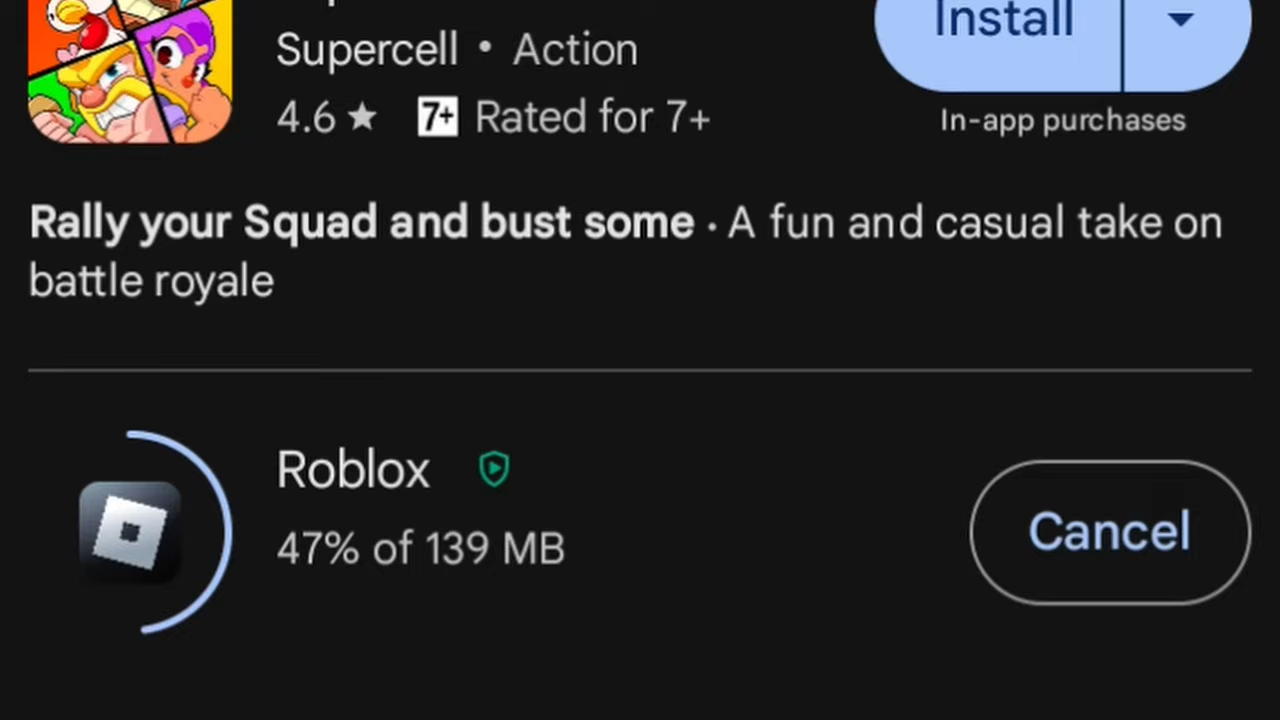 Install
Supercell • Action
4.6 ★ 7+ Rated for 7+
In-app purchases
Rally your Squad and bust some · A fun and casual take on
battle royale
Roblox
47% of 139 MB
Cancel